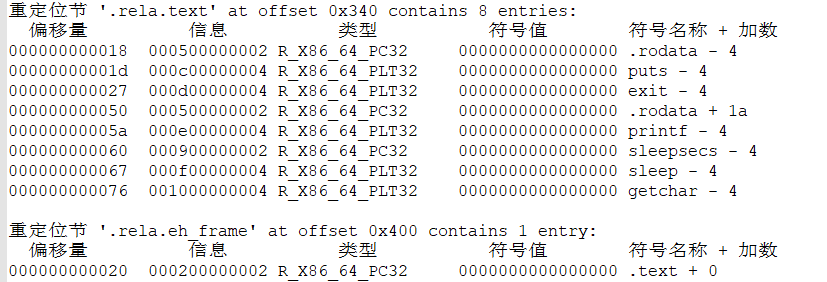 重定位节 '.rela.text' at offset 0x340 contains 8 entries:
偏移量 信息 类型 符号值 符号名称 + 加数
000000000018 000500000002 R_X86_64_PC32 0000000000000000 .rodata - 4
00000000001d 000c00000004 R_X86_64_PLT32 0000000000000000 puts - 4
000000000027 000d00000004 R_X86_64_PLT32 0000000000000000 exit - 4
000000000050 000500000002 R_X86_64_PC32 0000000000000000 .rodata + 1a
00000000005a 000e00000004 R_X86_64_PLT32 0000000000000000 printf - 4
000000000060 000900000002 R_X86_64_PC32 0000000000000000 sleepsecs - 4
000000000067 000f00000004 R_X86_64_PLT32 0000000000000000 sleep - 4
000000000076 001000000004 R_X86_64_PLT32 0000000000000000 getchar - 4
重定位节 '.rela.eh_frame' at offset 0x400 contains 1 entry:
偏移量 信息 类型 符号值 符号名称 + 加数
000000000020 000200000002 R_X86_64_PC32 0000000000000000 .text + 0